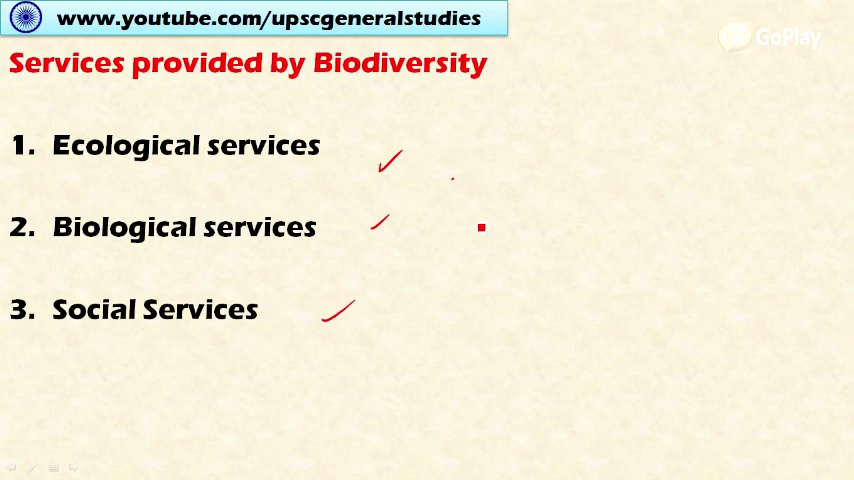 www.youtube.com/upscgeneralstudies
GoPlay
Services provided by Biodiversity
1. Ecological services
2. Biological services
3. Social Services